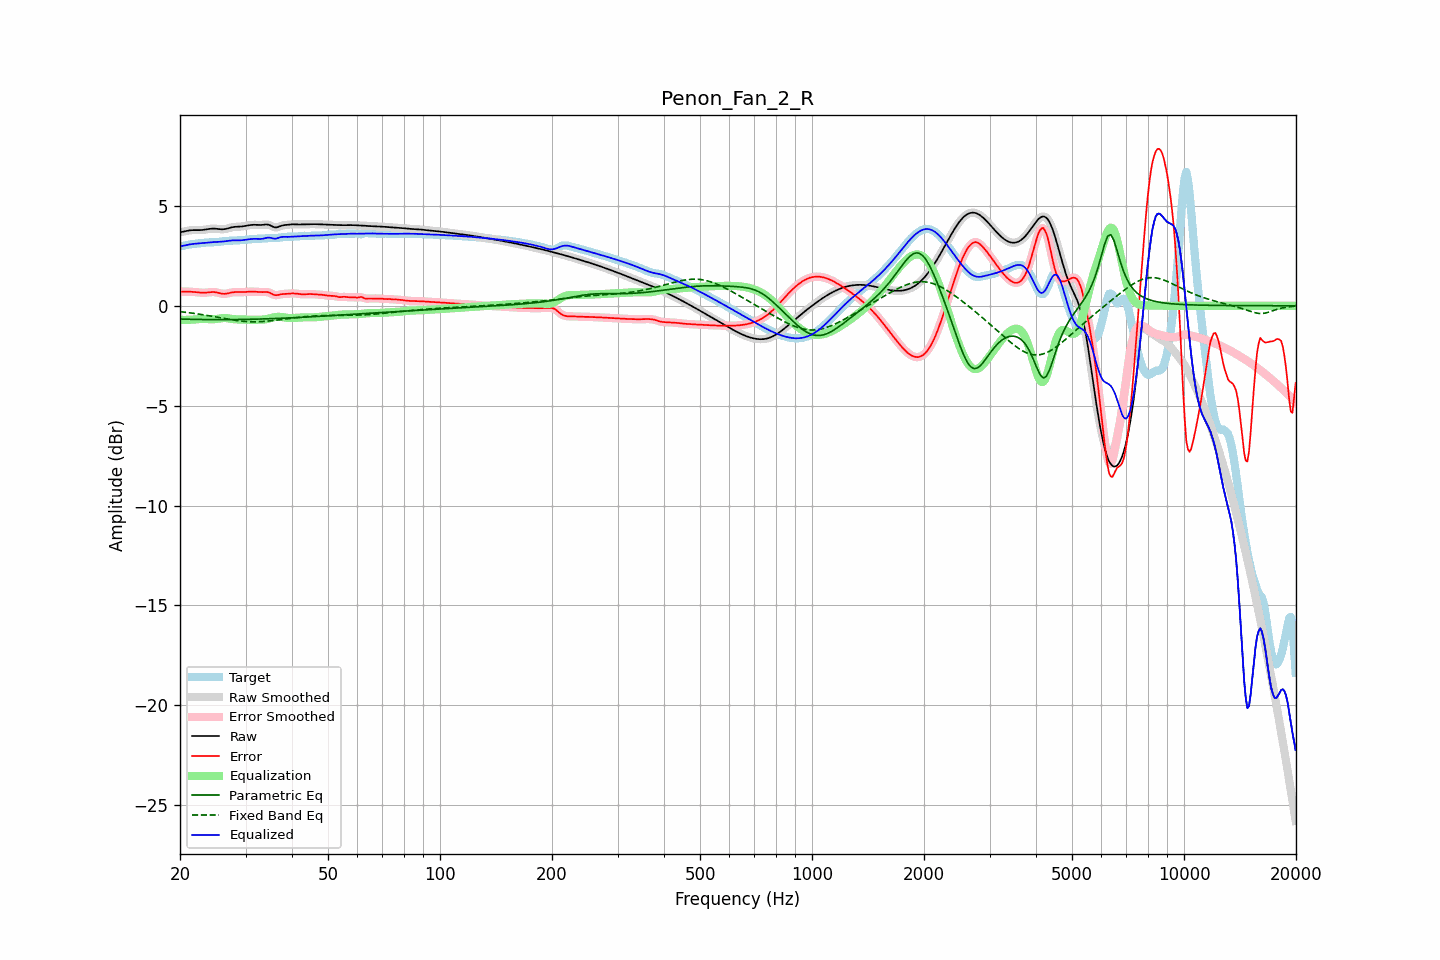 Penon_Fan_2_R
5
0
−5
−10
−15
−20
−25
Amplitude (dBr)
Target
Raw Smoothed
Error Smoothed
Raw
Error
Equalization
Parametric Eq
Fixed Band Eq
Equalized
20 50 100 200 500 1000 2000 5000 10000 20000
Frequency (Hz)